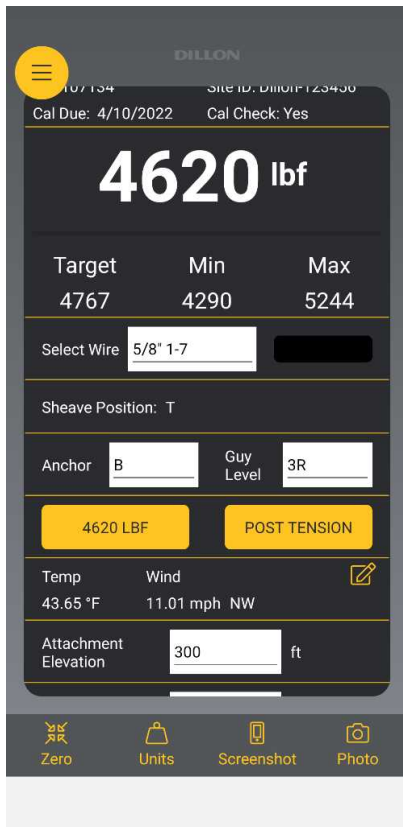 DILLON
Cal Due: 4/10/2022 Cal Check: Yes
4620 lbf
Target Min Max
4767 4290 5244
Select Wire 5/8" 1-7
Sheave Position: T
Anchor B Guy Level 3R
4620 LBF POST TENSION
Temp Wind
43.65 °F 11.01 mph NW
Attachment Elevation 300 ft
Zero Units Screenshot Photo